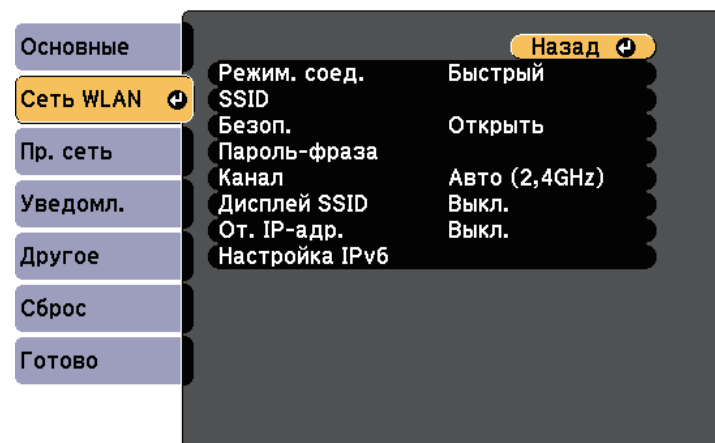 Основные
Сеть WLAN
Пр. сеть
Уведомл.
Другое
Сброс
Готово
Назад
Режим. соед. Быстрый
SSID
Безоп. Открыть
Пароль-фраза
Канал Авто (2,4GHz)
Дисплей SSID Выкл.
От. IP-адр. Выкл.
Настройка IPv6